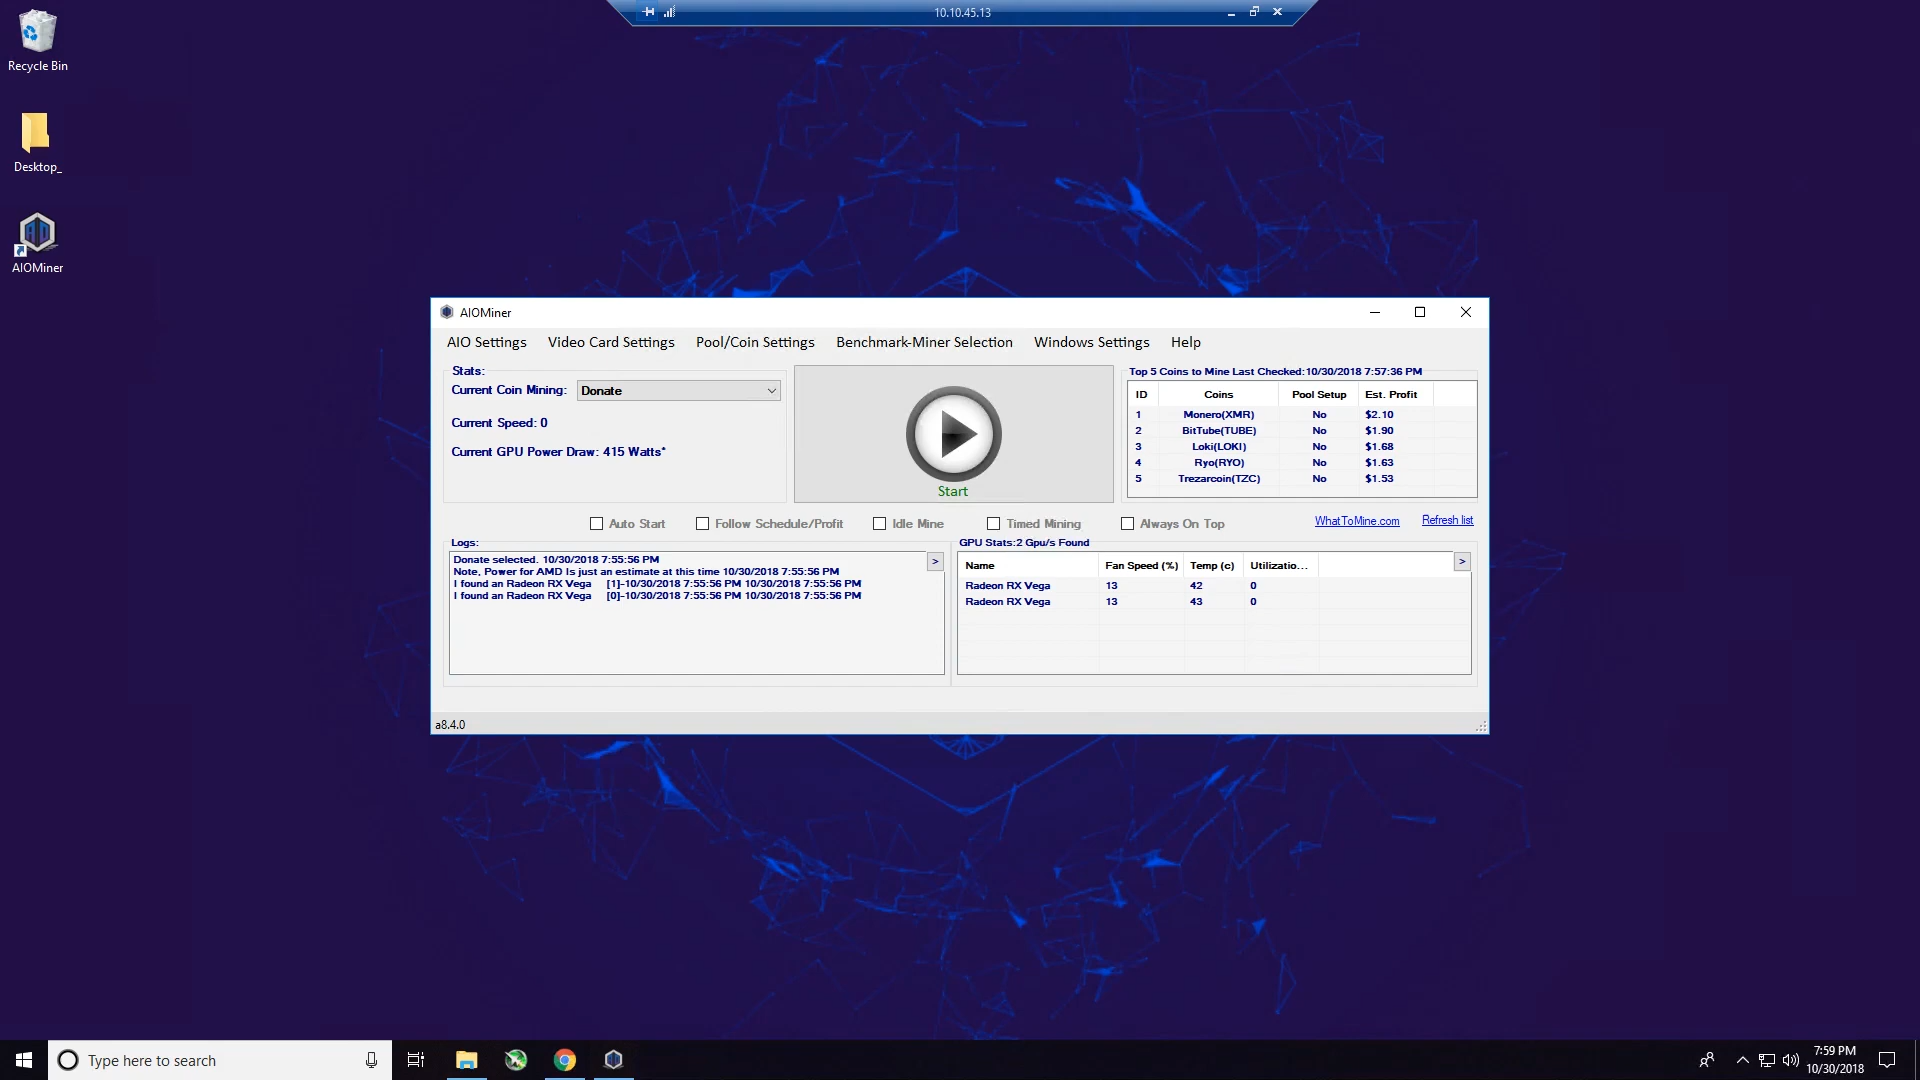 10.10.45.13
Recycle Bin
Desktop_
AIOMiner
AIOMiner
AIO Settings Video Card Settings Pool/Coin Settings Benchmark-Miner Selection Windows Settings Help
Stats:
Current Coin Mining: Donate
Current Speed: 0
Current GPU Power Draw: 415 Watts*
Start
Top 5 Coins to Mine Last Checked:10/30/2018 7:57:36 PM
ID Coins Pool Setup Est. Profit
1 Monero(XMR) No $2.10
2 BitTube(TUBE) No $1.90
3 Loki(LOKI) No $1.68
4 Ryo(RYO) No $1.63
5 Trezarcoin(TZC) No $1.53
Auto Start Follow Schedule/Profit Idle Mine Timed Mining Always On Top WhatToMine.com Refresh list
Logs:
>
Donate selected. 10/30/2018 7:55:56 PM
Note, Power for AMD Is just an estimate at this time 10/30/2018 7:55:56 PM
I found an Radeon RX Vega [1]-10/30/2018 7:55:56 PM 10/30/2018 7:55:56 PM
I found an Radeon RX Vega [0]-10/30/2018 7:55:56 PM 10/30/2018 7:55:56 PM
GPU Stats:2 Gpu/s Found
Name Fan Speed (%) Temp (c) Utilizatio... >
Radeon RX Vega 13 42 0
Radeon RX Vega 13 43 0
a8.4.0
Type here to search
7:59 PM
10/30/2018